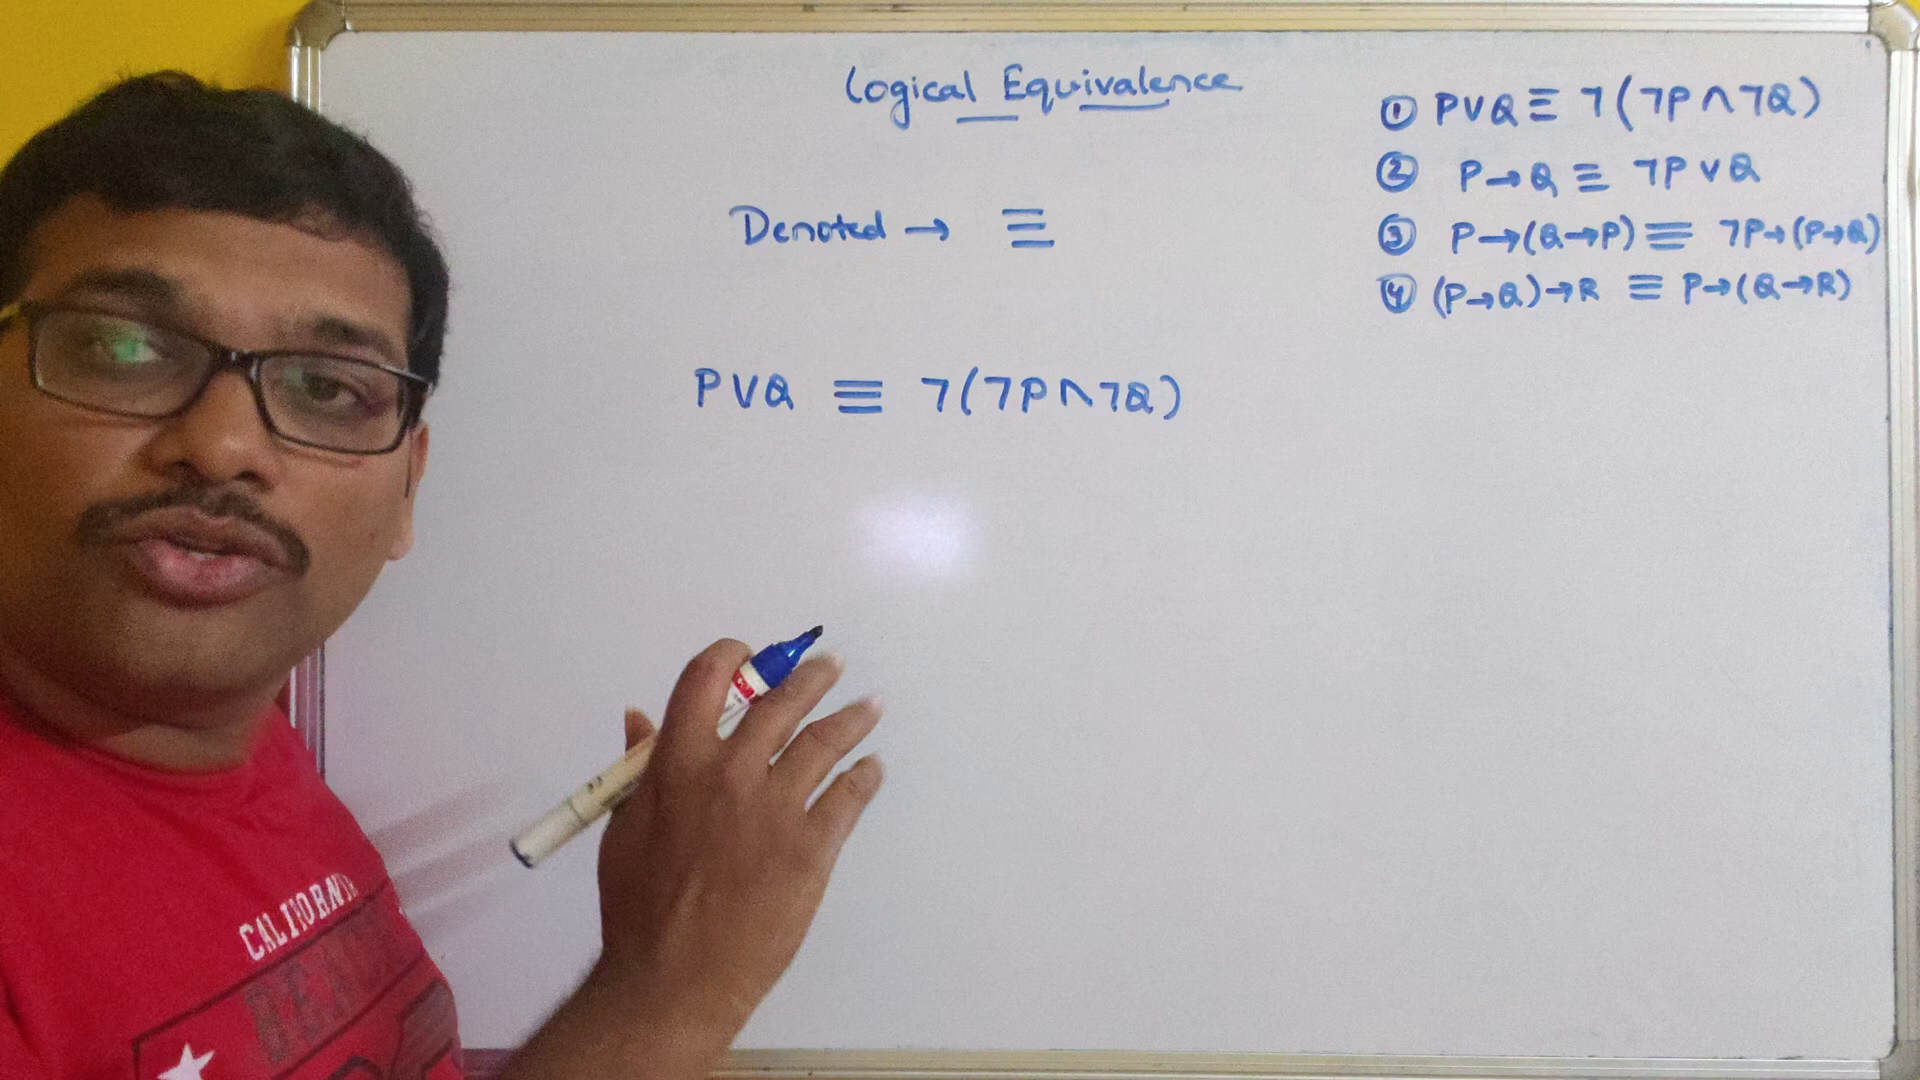 Logical Equivalence
Denoted → ≡
P∨Q ≡ ¬(¬P∧¬Q)
① P∨Q ≡ ¬(¬P∧¬Q)
② P→Q ≡ ¬P∨Q
③ P→(Q→P) ≡ ¬P→(P→Q)
④ (P→Q)→R ≡ P→(Q→R)
CALIFORNIA